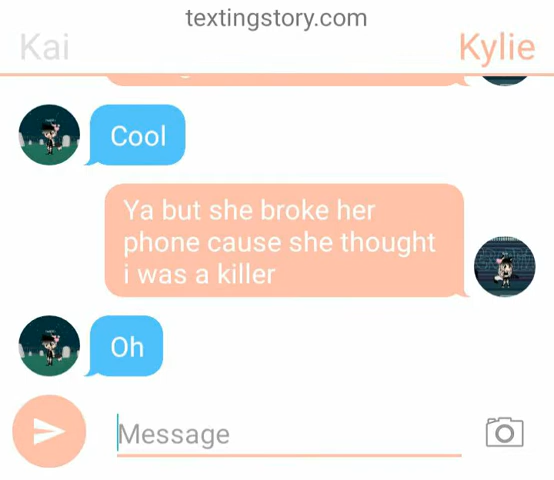 textingstory.com
Kai
Kylie
Cool
Ya but she broke her
phone cause she thought
i was a killer
Oh
Message